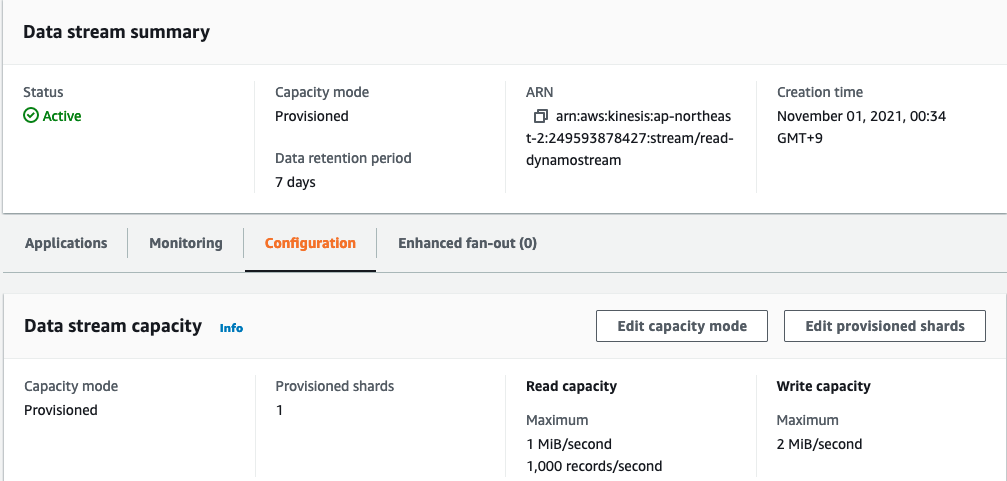 Data stream summary
Status
Active
Capacity mode
Provisioned
Data retention period
7 days
ARN
arn:aws:kinesis:ap-northeas
t-2:249593878427:stream/read-
dynamostream
Creation time
November 01, 2021, 00:34
GMT+9
Applications
Monitoring
Configuration
Enhanced fan-out (0)
Data stream capacity Info
Edit capacity mode
Edit provisioned shards
Capacity mode
Provisioned
Provisioned shards
1
Read capacity
Maximum
1 MiB/second
1,000 records/second
Write capacity
Maximum
2 MiB/second